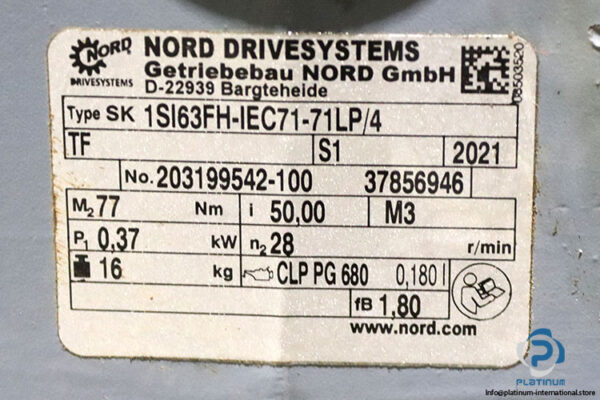 NORD
DRIVESYSTEMS
NORD DRIVESYSTEMS
Getriebebau NORD GmbH
D-22939 Bargteheide
08503520
Type SK 1SI63FH-IEC71-71LP/4
TF S1 2021
No. 203199542-100 37856946
M2 77 Nm i 50,00 M3
P1 0,37 kW n2 28 r/min
16 kg CLP PG 680 0,180 l
fB 1,80
www.nord.com
PLATINUM
info@platinum-international.store